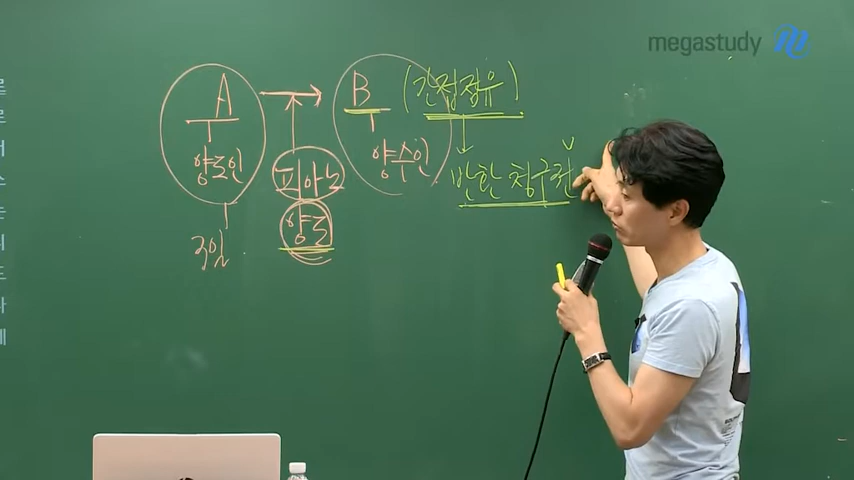 megastudy
A → B (간접점유)
양도인 양수인
피아노
양도
3일
↓
반환 청구권 ✓